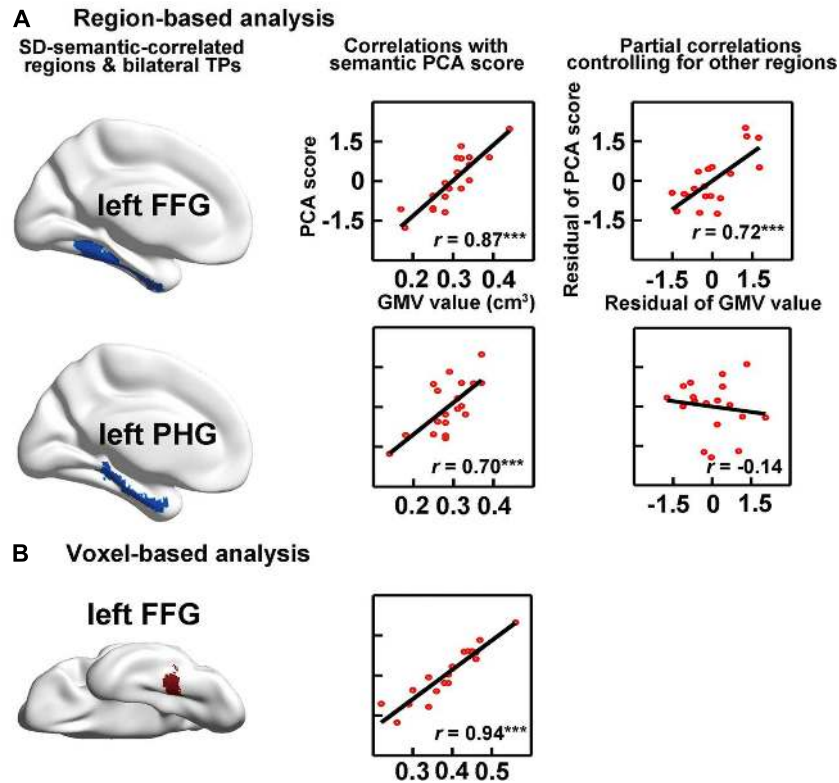 A Region-based analysis
SD-semantic-correlated
regions & bilateral TPs
Correlations with
semantic PCA score
Partial correlations
controlling for other regions
left FFG
PCA score
1.5
0
-1.5
r = 0.87***
0.2 0.3 0.4
GMV value (cm³)
Residual of PCA score
1.5
0
-1.5
r = 0.72***
-1.5 0 1.5
Residual of GMV value
left PHG
r = 0.70***
0.2 0.3 0.4
r = -0.14
-1.5 0 1.5
B Voxel-based analysis
left FFG
r = 0.94***
0.3 0.4 0.5